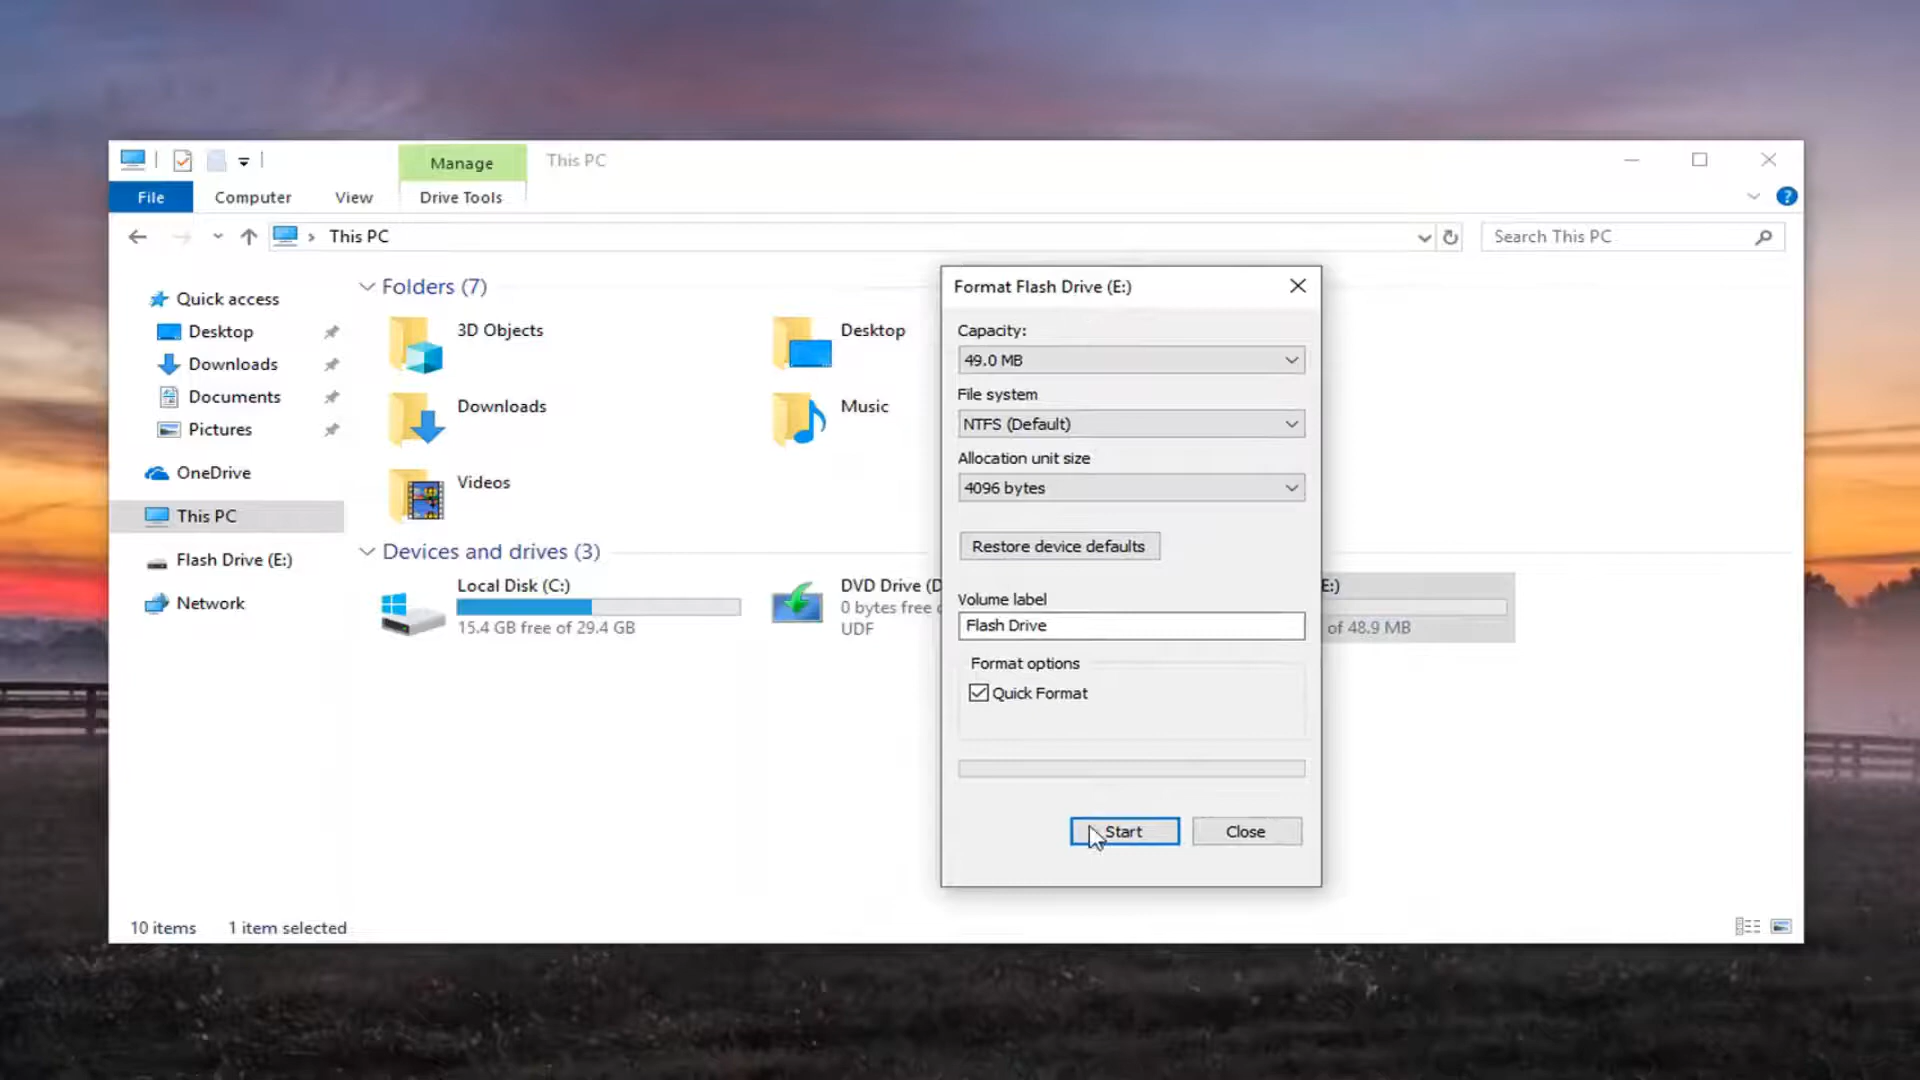 Manage
This PC
File
Computer
View
Drive Tools
This PC
Search This PC
Quick access
Desktop
Downloads
Documents
Pictures
OneDrive
This PC
Flash Drive (E:)
Network
Folders (7)
3D Objects
Desktop
Downloads
Music
Videos
Devices and drives (3)
Local Disk (C:)
15.4 GB free of 29.4 GB
DVD Drive (D
0 bytes free o
UDF
E:)
of 48.9 MB
Format Flash Drive (E:)
Capacity:
49.0 MB
File system
NTFS (Default)
Allocation unit size
4096 bytes
Restore device defaults
Volume label
Flash Drive
Format options
Quick Format
Start
Close
10 items
1 item selected